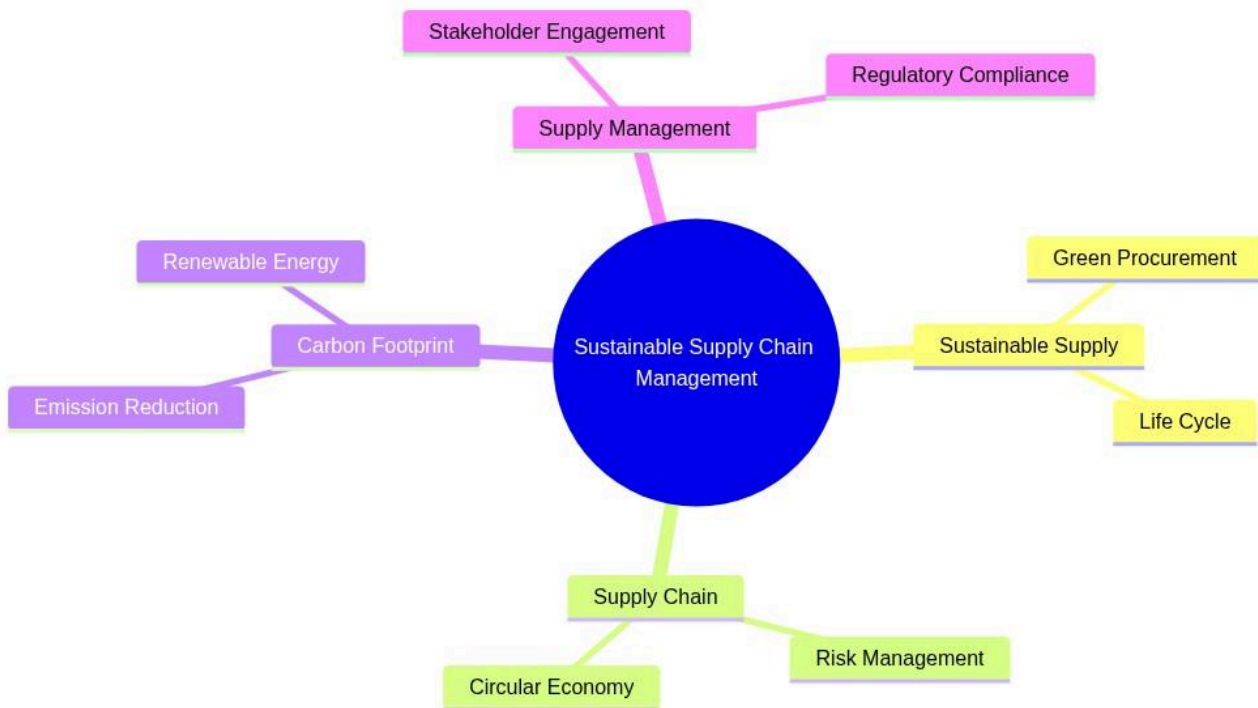 Stakeholder Engagement
Regulatory Compliance
Supply Management
Renewable Energy
Green Procurement
Carbon Footprint
Sustainable Supply Chain
Management
Sustainable Supply
Emission Reduction
Life Cycle
Supply Chain
Risk Management
Circular Economy